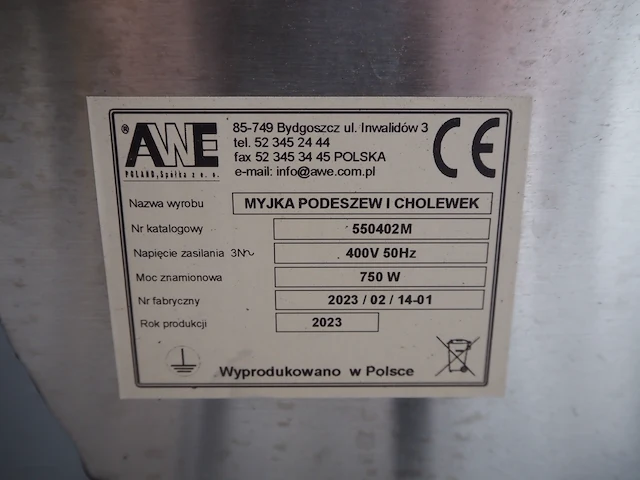 ® AWE
POLAND, Spółka z o. o.
85-749 Bydgoszcz ul. Inwalidów 3
tel. 52 345 24 44
fax 52 345 34 45 POLSKA
e-mail: info@awe.com.pl
CE
Nazwa wyrobu MYJKA PODESZEW I CHOLEWEK
Nr katalogowy 550402M
Napięcie zasilania 3N~ 400V 50Hz
Moc znamionowa 750 W
Nr fabryczny 2023 / 02 / 14-01
Rok produkcji 2023
Wyprodukowano w Polsce